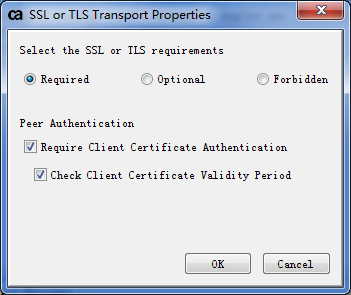 ca SSL or TLS Transport Properties
Select the SSL or TLS requirements
Required Optional Forbidden
Peer Authentication
Require Client Certificate Authentication
Check Client Certificate Validity Period
OK Cancel